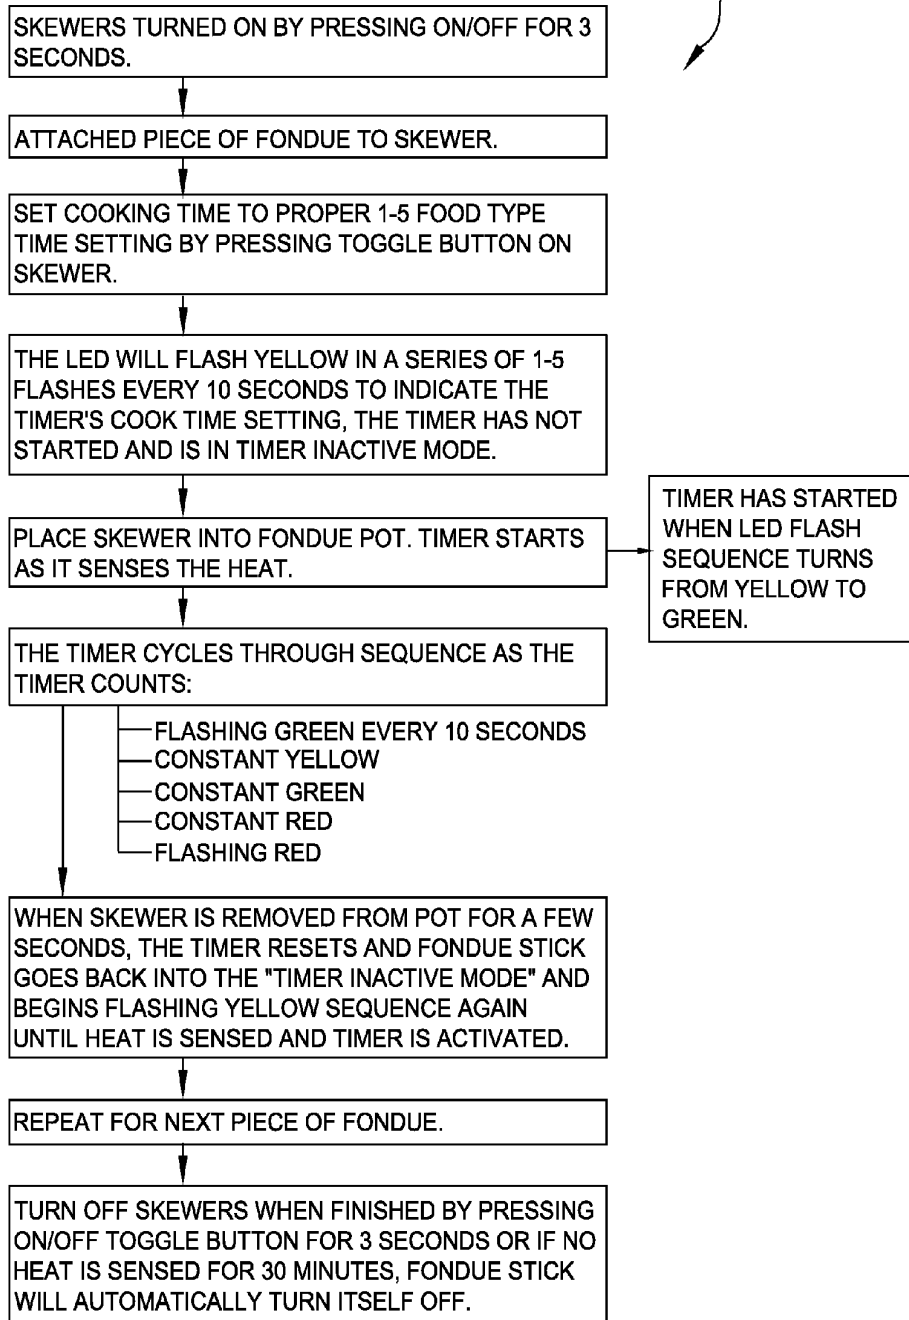 SKEWERS TURNED ON BY PRESSING ON/OFF FOR 3
SECONDS.
ATTACHED PIECE OF FONDUE TO SKEWER.
SET COOKING TIME TO PROPER 1-5 FOOD TYPE
TIME SETTING BY PRESSING TOGGLE BUTTON ON
SKEWER.
THE LED WILL FLASH YELLOW IN A SERIES OF 1-5
FLASHES EVERY 10 SECONDS TO INDICATE THE
TIMER'S COOK TIME SETTING, THE TIMER HAS NOT
STARTED AND IS IN TIMER INACTIVE MODE.
PLACE SKEWER INTO FONDUE POT. TIMER STARTS
AS IT SENSES THE HEAT.
TIMER HAS STARTED
WHEN LED FLASH
SEQUENCE TURNS
FROM YELLOW TO
GREEN.
THE TIMER CYCLES THROUGH SEQUENCE AS THE
TIMER COUNTS:
FLASHING GREEN EVERY 10 SECONDS
CONSTANT YELLOW
CONSTANT GREEN
CONSTANT RED
FLASHING RED
WHEN SKEWER IS REMOVED FROM POT FOR A FEW
SECONDS, THE TIMER RESETS AND FONDUE STICK
GOES BACK INTO THE "TIMER INACTIVE MODE" AND
BEGINS FLASHING YELLOW SEQUENCE AGAIN
UNTIL HEAT IS SENSED AND TIMER IS ACTIVATED.
REPEAT FOR NEXT PIECE OF FONDUE.
TURN OFF SKEWERS WHEN FINISHED BY PRESSING
ON/OFF TOGGLE BUTTON FOR 3 SECONDS OR IF NO
HEAT IS SENSED FOR 30 MINUTES, FONDUE STICK
WILL AUTOMATICALLY TURN ITSELF OFF.